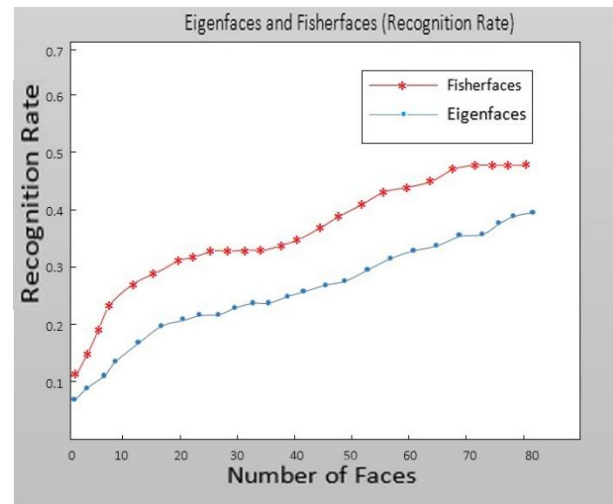 Eigenfaces and Fisherfaces (Recognition Rate)
0.7
0.6
0.5
0.4
0.3
0.2
0.1
Recognition Rate
Fisherfaces
Eigenfaces
0 10 20 30 40 50 60 70 80
Number of Faces